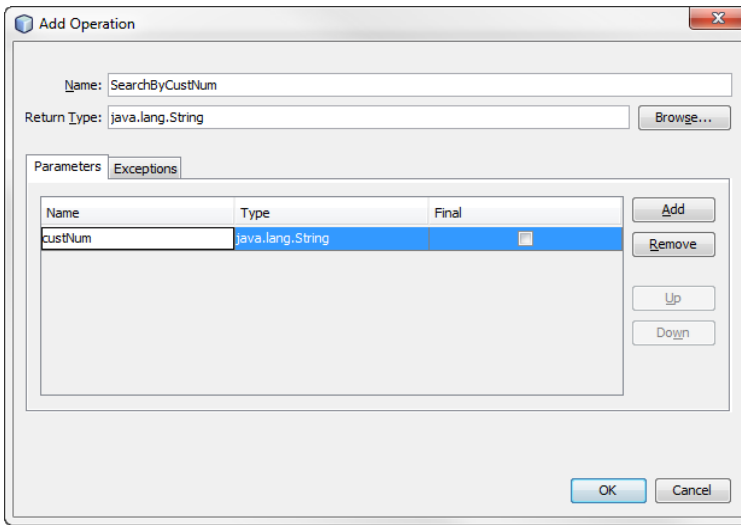 Add Operation
Name: SearchByCustNum
Return Type: java.lang.String Browse...
Parameters Exceptions
Name Type Final Add
custNum java.lang.String Remove
Up
Down
OK Cancel